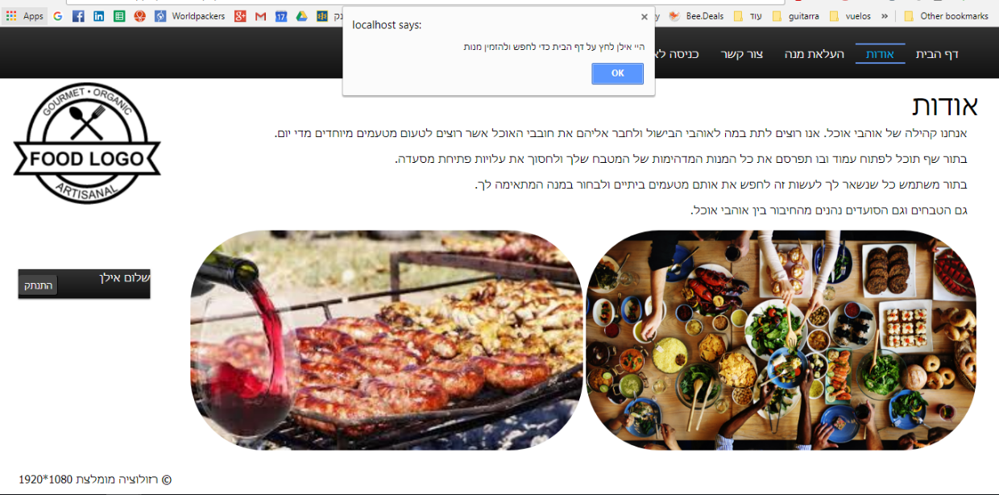 Apps
Worldpackers
17
Bee.Deals
עוד
guitarra
vuelos
»
Other bookmarks
localhost says:
היי אילן לחץ על דף הבית כדי לחפש ולהזמין מנות
OK
דף הבית
אודות
העלאת מנה
צור קשר
GOURMET • ORGANIC
FOOD LOGO
ARTISANAL
אודות
אנחנו קהילה של אוהבי אוכל. אנו רוצים לתת במה לאוהבי הבישול ולחבר אליהם את חובבי האוכל אשר רוצים לטעום מטעמים מיוחדים מדי יום.
בתור שף תוכל לפתוח עמוד ובו תפרסם את כל המנות המדהימות של המטבח שלך ולחסוך את עלויות פתיחת מסעדה.
בתור משתמש כל שנשאר לך לעשות זה לחפש את אותם מטעמים ביתיים ולבחור במנה המתאימה לך.
גם הטבחים וגם הסועדים נהנים מהחיבור בין אוהבי אוכל.
שלום אילן
התנתק
© רזולוציה מומלצת 1920*1080